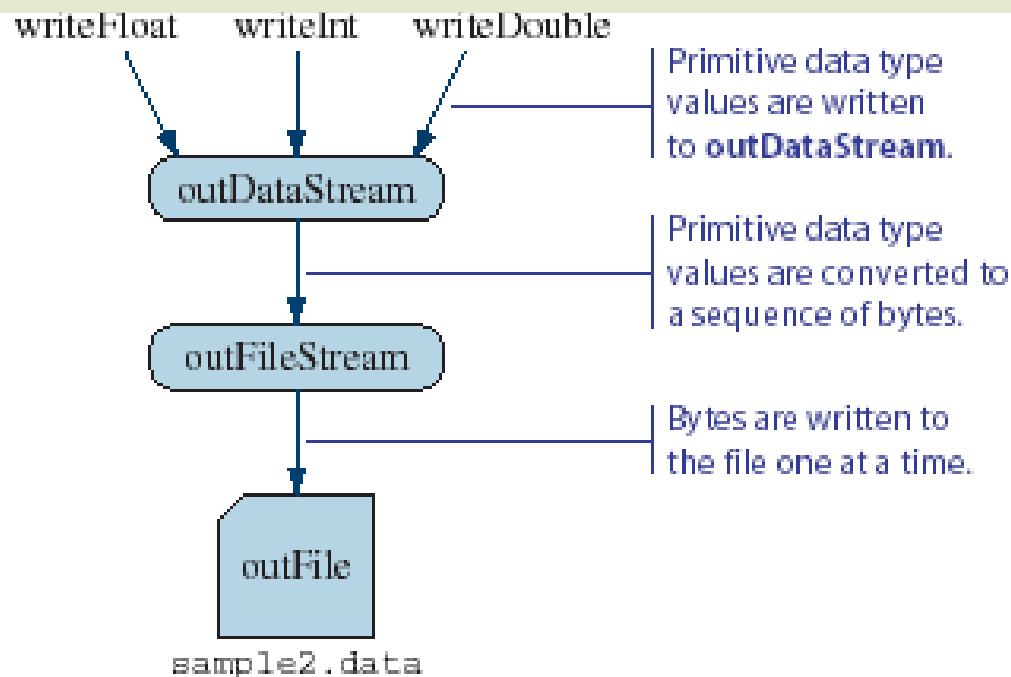 writeFloat writeInt writeDouble
Primitive data type
values are written
to outDataStream.
outDataStream
Primitive data type
values are converted to
a sequence of bytes.
outFileStream
Bytes are written to
the file one at a time.
outFile
sample2.data